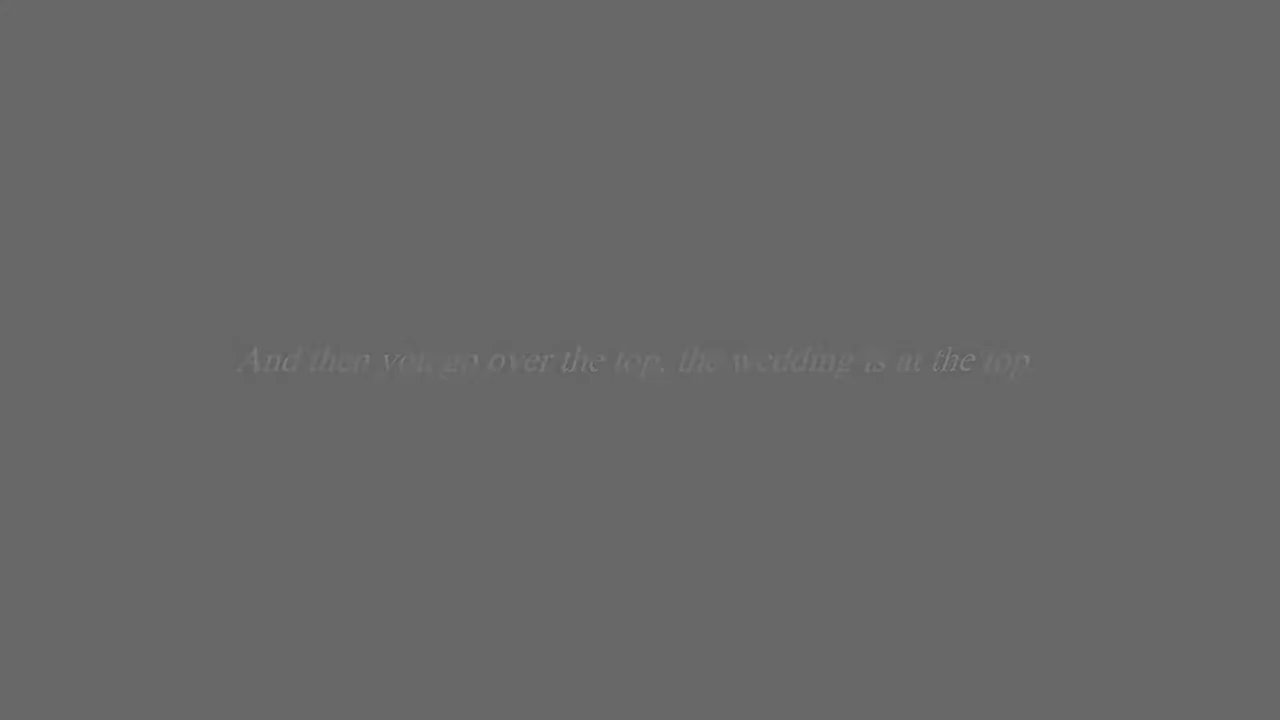 And then you go over the top, the wedding is at the top.